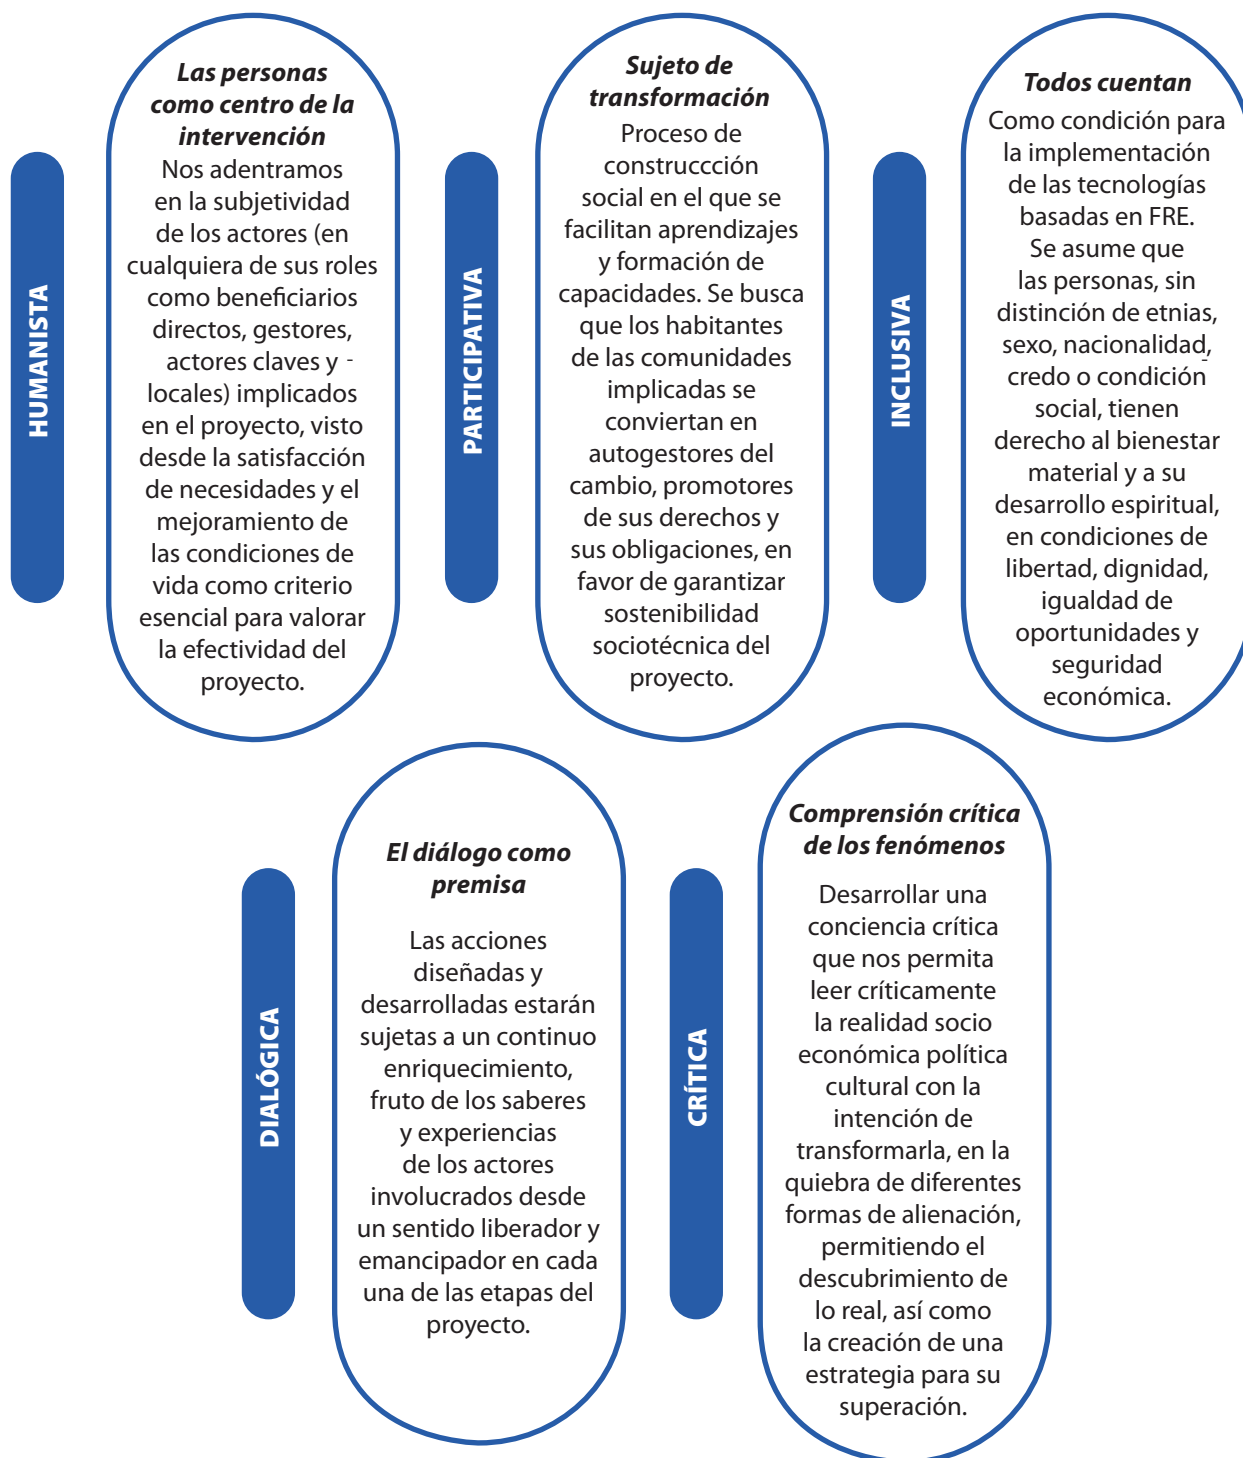 HUMANISTA
Las personas
como centro de la
intervención
Nos adentramos
en la subjetividad
de los actores (en
cualquiera de sus roles
como beneficiarios
directos, gestores,
actores claves y -
locales) implicados
en el proyecto, visto
desde la satisfacción
de necesidades y el
mejoramiento de
las condiciones de
vida como criterio
esencial para valorar
la efectividad del
proyecto.
PARTICIPATIVA
Sujeto de
transformación
Proceso de
construccción
social en el que se
facilitan aprendizajes
y formación de
capacidades. Se busca
que los habitantes
de las comunidades
implicadas se
conviertan en
autogestores del
cambio, promotores
de sus derechos y
sus obligaciones, en
favor de garantizar
sostenibilidad
sociotécnica del
proyecto.
INCLUSIVA
Todos cuentan
Como condición para
la implementación
de las tecnologías
basadas en FRE.
Se asume que
las personas, sin
distinción de etnias,
sexo, nacionalidad,
credo o condición
social, tienen
derecho al bienestar
material y a su
desarrollo espiritual,
en condiciones de
libertad, dignidad,
igualdad de
oportunidades y
seguridad
económica.
DIALÓGICA
El diálogo como
premisa
Las acciones
diseñadas y
desarrolladas estarán
sujetas a un continuo
enriquecimiento,
fruto de los saberes
y experiencias
de los actores
involucrados desde
un sentido liberador y
emancipador en cada
una de las etapas del
proyecto.
CRÍTICA
Comprensión crítica
de los fenómenos
Desarrollar una
conciencia crítica
que nos permita
leer críticamente
la realidad socio
económica política
cultural con la
intención de
transformarla, en la
quiebra de diferentes
formas de alienación,
permitiendo el
descubrimiento de
lo real, así como
la creación de una
estrategia para su
superación.